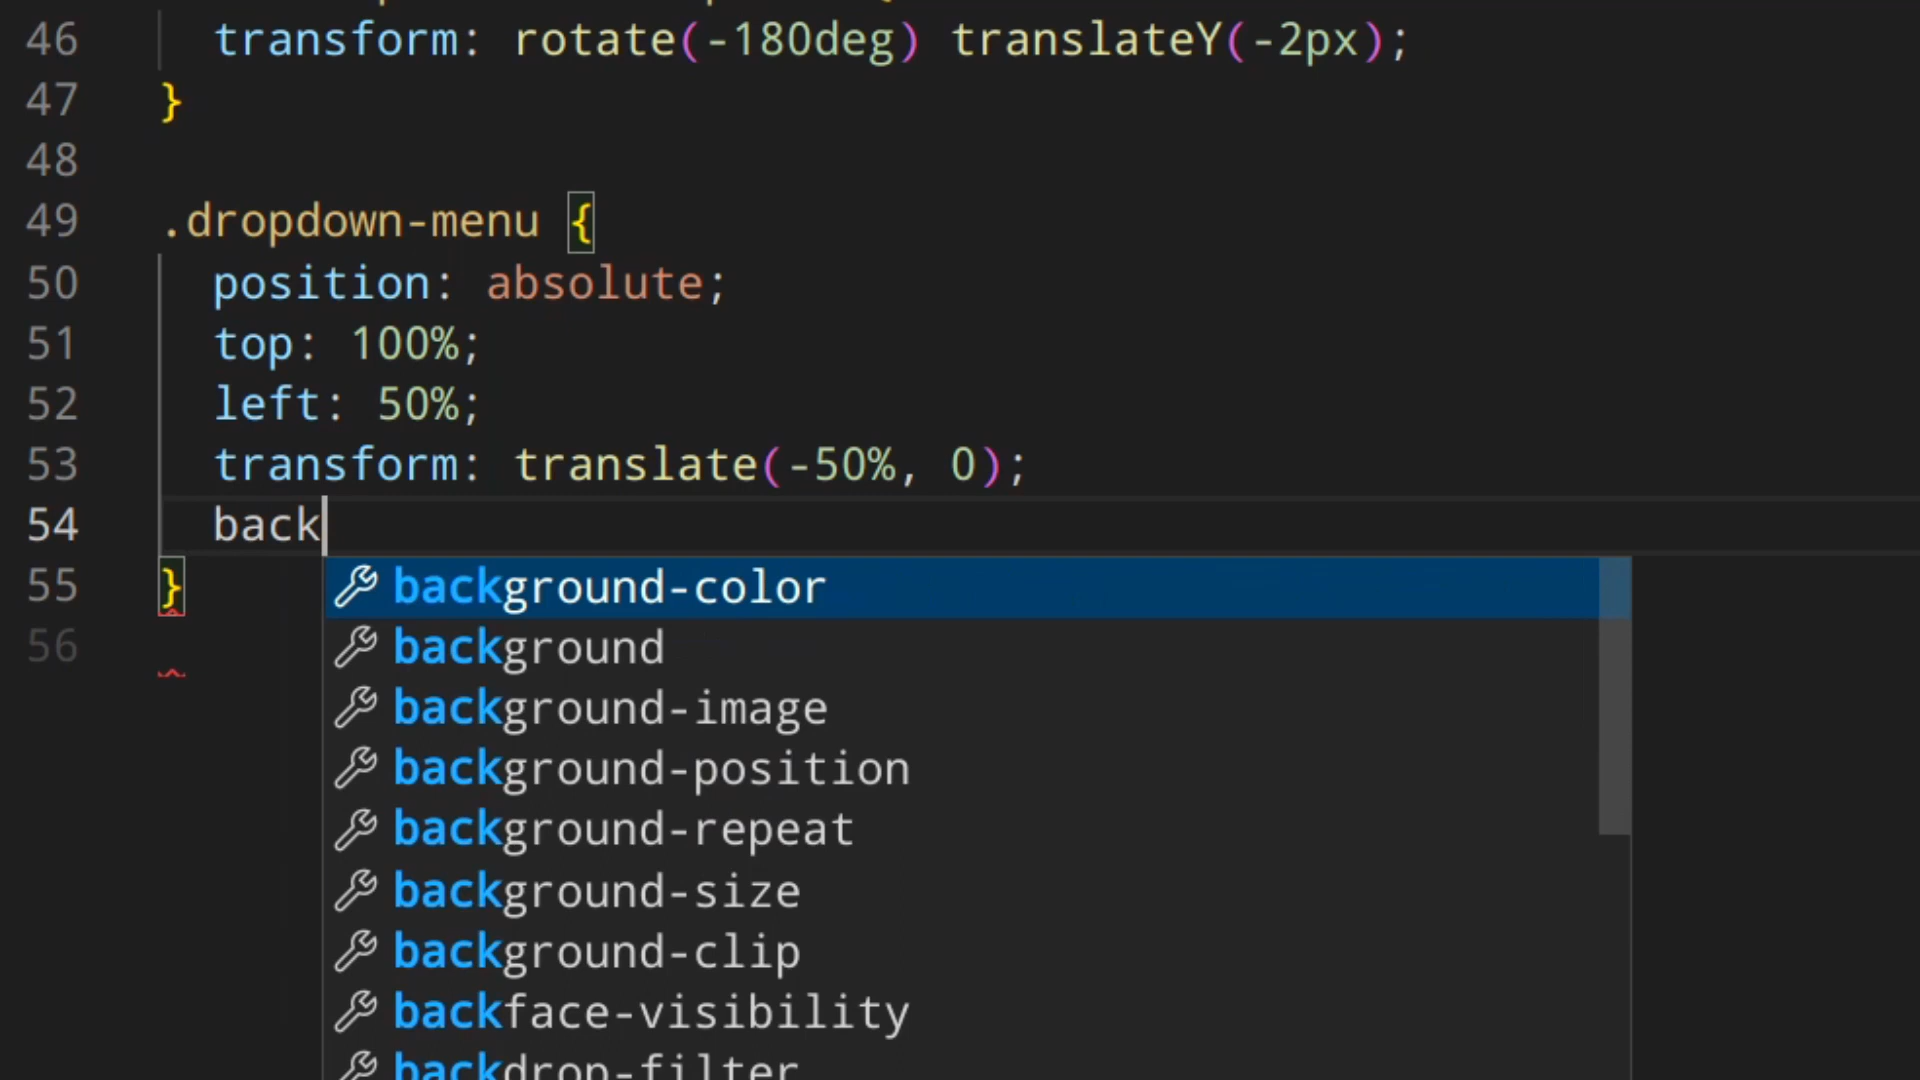 46 transform: rotate(-180deg) translateY(-2px);
47 }
48
49 .dropdown-menu {
50 position: absolute;
51 top: 100%;
52 left: 50%;
53 transform: translate(-50%, 0);
54 back
55 }
background-color
56
background
background-image
background-position
background-repeat
background-size
background-clip
backface-visibility
backdrop-filter